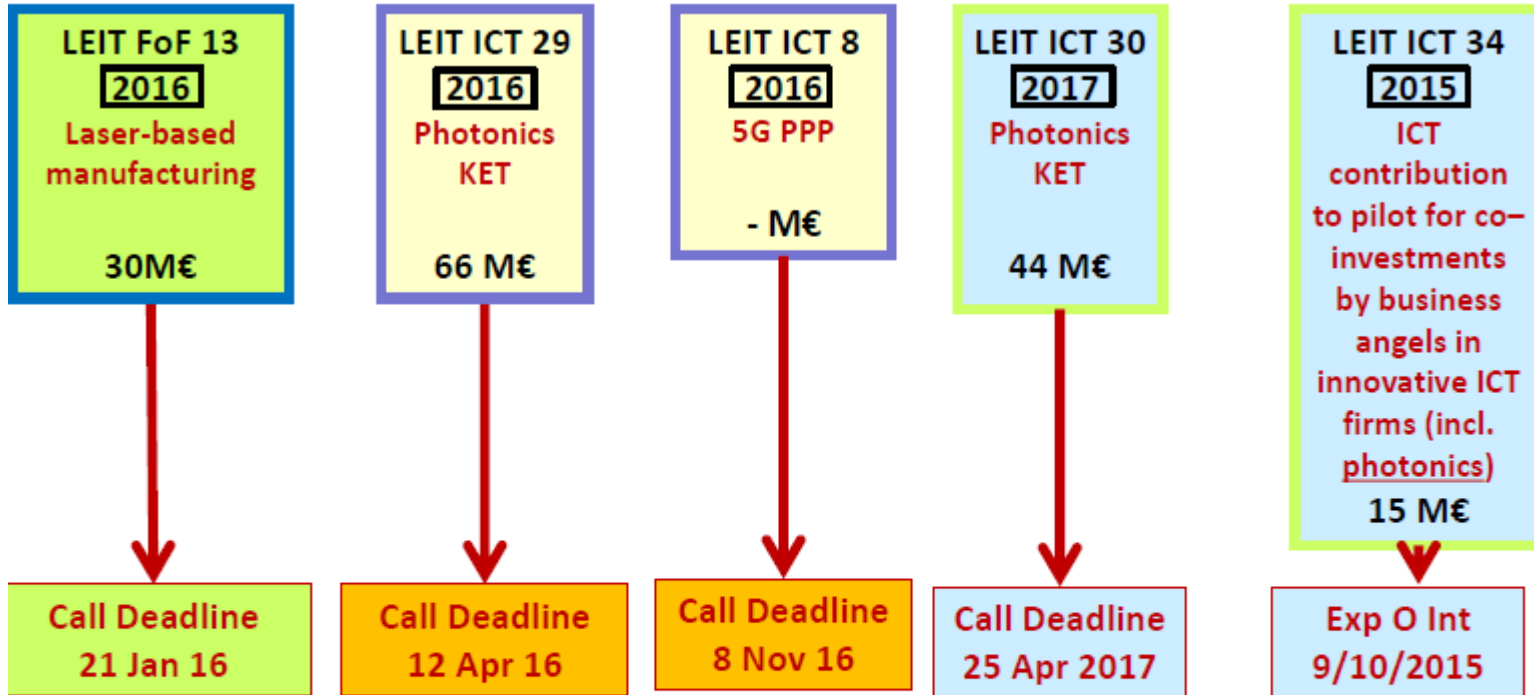 LEIT FoF 13
2016
Laser-based
manufacturing
30M€
Call Deadline
21 Jan 16
LEIT ICT 29
2016
Photonics
KET
66 M€
Call Deadline
12 Apr 16
LEIT ICT 8
2016
5G PPP
- M€
Call Deadline
8 Nov 16
LEIT ICT 30
2017
Photonics
KET
44 M€
Call Deadline
25 Apr 2017
LEIT ICT 34
2015
ICT
contribution
to pilot for co–
investments
by business
angels in
innovative ICT
firms (incl.
photonics)
15 M€
Exp O Int
9/10/2015